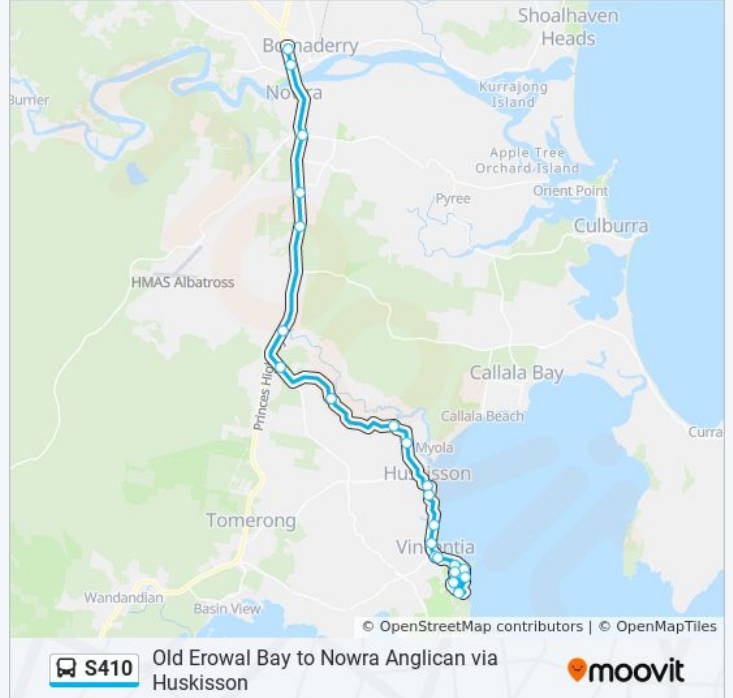 Shoalhaven
Heads
Bomaderry
Kurrajong
Island
Burrier
Nowra
Apple Tree
Orchard Island
Orient Point
Pyree
Culburra
HMAS Albatross
Callala Bay
Princes Hig
Callala Beach
Curra
Myola
Huskisson
Tomerong
Vincentia
Wandandian
Basin View
© OpenStreetMap contributors | © OpenMapTiles
S410
Old Erowal Bay to Nowra Anglican via
Huskisson
moovit